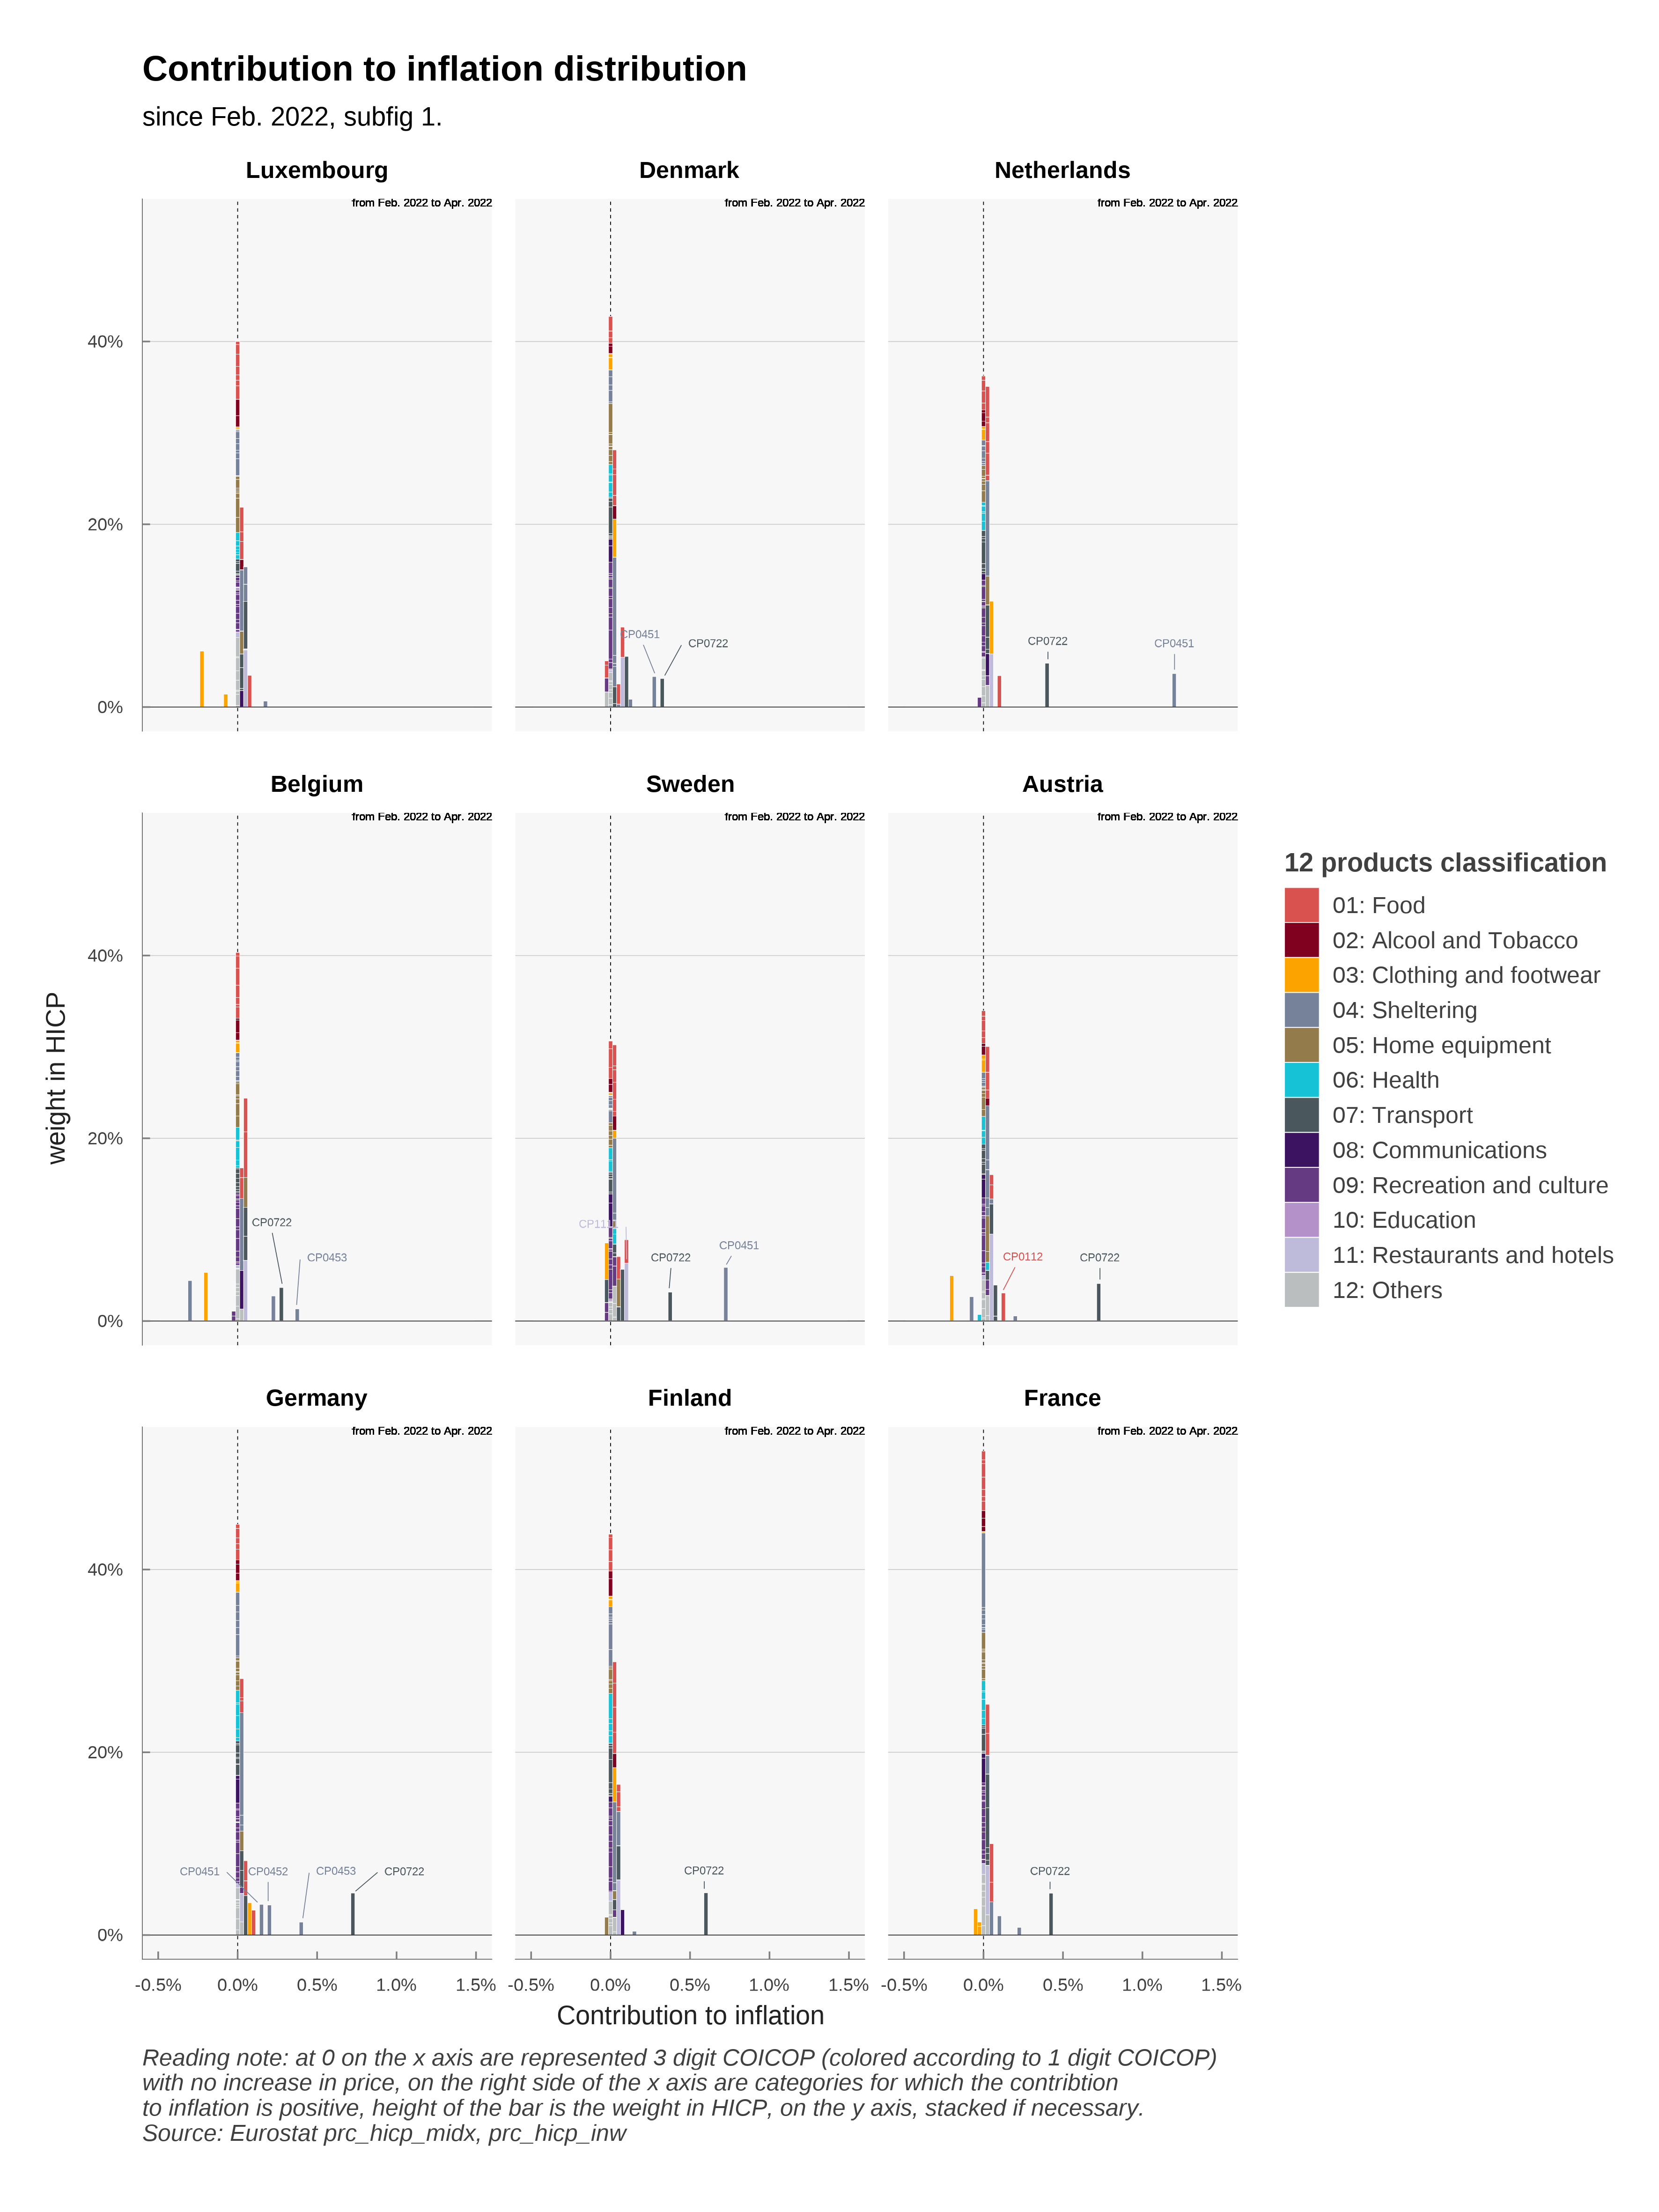 Contribution to inflation distribution
since Feb. 2022, subfig 1.
Luxembourg
Denmark
Netherlands
from Feb. 2022 to Apr. 2022
from Feb. 2022 to Apr. 2022
from Feb. 2022 to Apr. 2022
40%
20%
0%
CP0451
CP0722
CP0722
CP0451
Belgium
Sweden
Austria
from Feb. 2022 to Apr. 2022
from Feb. 2022 to Apr. 2022
from Feb. 2022 to Apr. 2022
40%
20%
0%
CP0722
CP0453
CP0722
CP0451
CP0112
CP0722
weight in HICP
12 products classification
01: Food
02: Alcool and Tobacco
03: Clothing and footwear
04: Sheltering
05: Home equipment
06: Health
07: Transport
08: Communications
09: Recreation and culture
10: Education
11: Restaurants and hotels
12: Others
Germany
Finland
France
from Feb. 2022 to Apr. 2022
from Feb. 2022 to Apr. 2022
from Feb. 2022 to Apr. 2022
40%
20%
0%
CP0451
CP0452
CP0453
CP0722
CP0722
CP0722
-0.5% 0.0% 0.5% 1.0% 1.5%
-0.5% 0.0% 0.5% 1.0% 1.5%
-0.5% 0.0% 0.5% 1.0% 1.5%
Contribution to inflation
Reading note: at 0 on the x axis are represented 3 digit COICOP (colored according to 1 digit COICOP)
with no increase in price, on the right side of the x axis are categories for which the contribtion
to inflation is positive, height of the bar is the weight in HICP, on the y axis, stacked if necessary.
Source: Eurostat prc_hicp_midx, prc_hicp_inw